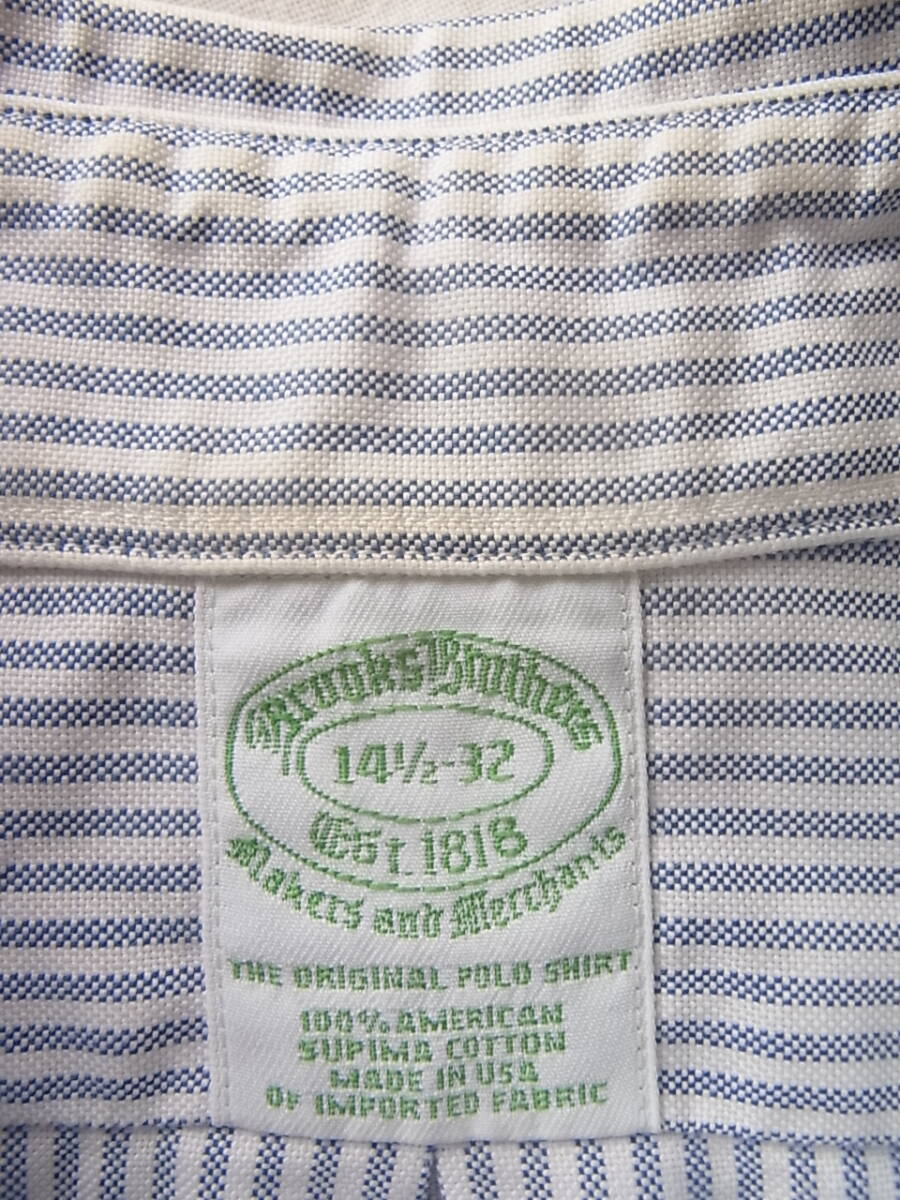 Brooks Brothers
14½-32
Est. 1818
Makers and Merchants
THE ORIGINAL POLO SHIRT
100% AMERICAN
SUPIMA COTTON
MADE IN USA
OF IMPORTED FABRIC